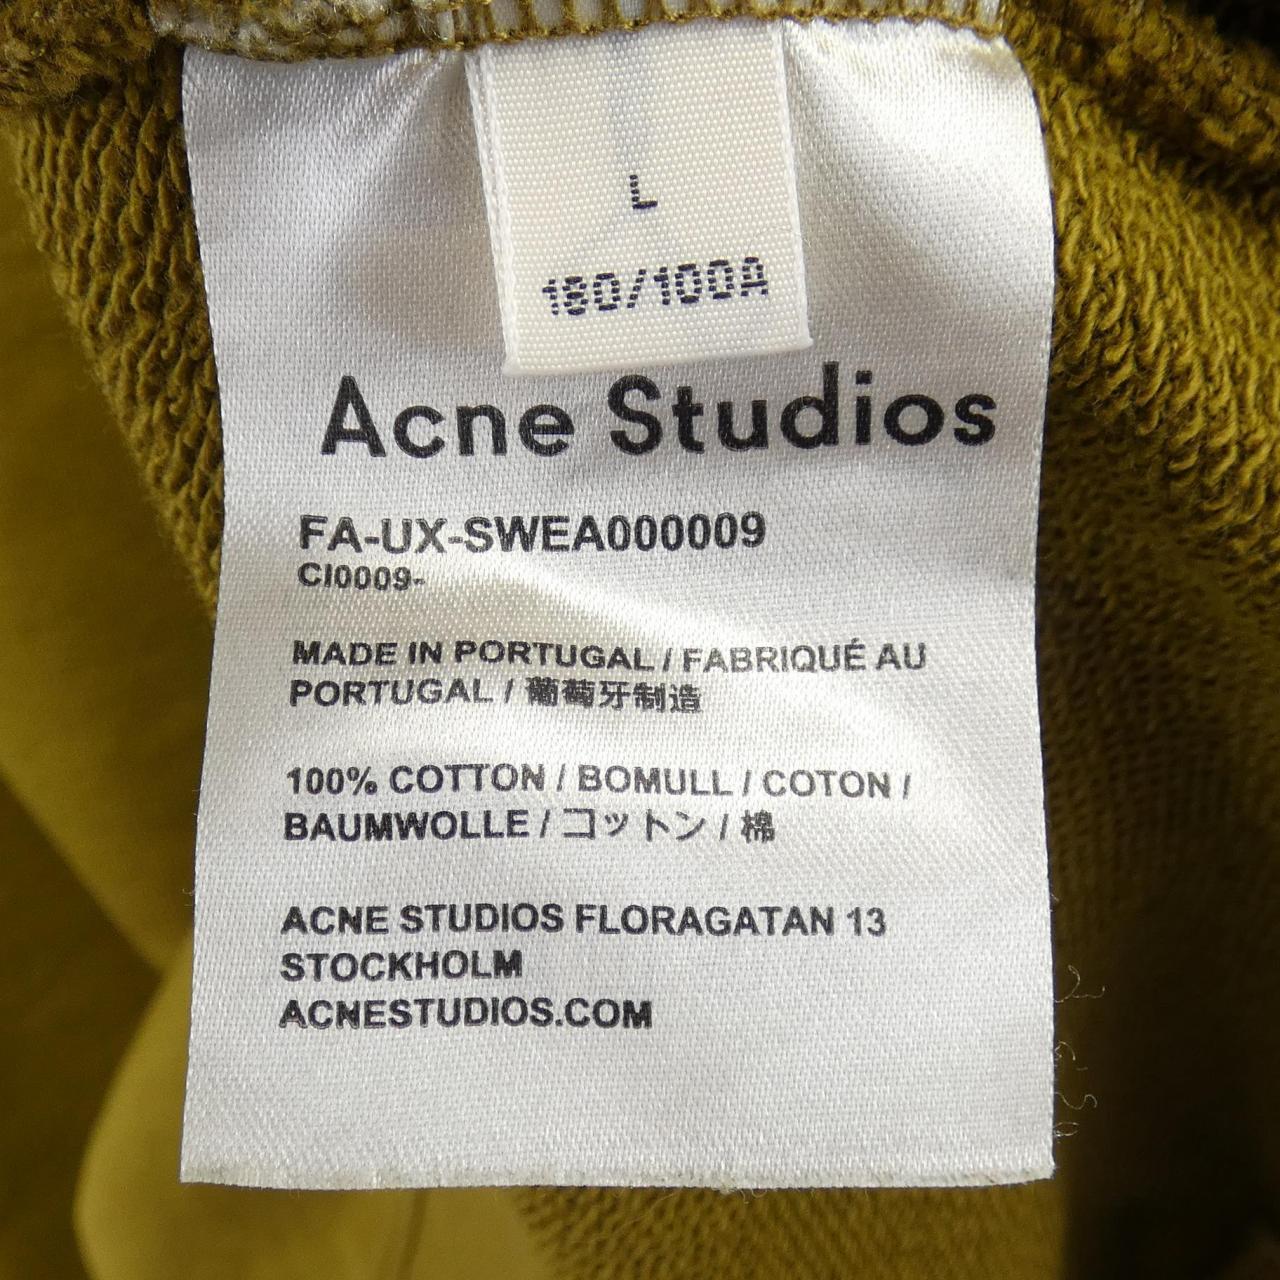 L
180/100A
Acne Studios
FA-UX-SWEA000009
CI0009-
MADE IN PORTUGAL / FABRIQUÉ AU
PORTUGAL / 葡萄牙制造
100% COTTON / BOMULL / COTON /
BAUMWOLLE / コットン / 棉
ACNE STUDIOS FLORAGATAN 13
STOCKHOLM
ACNESTUDIOS.COM